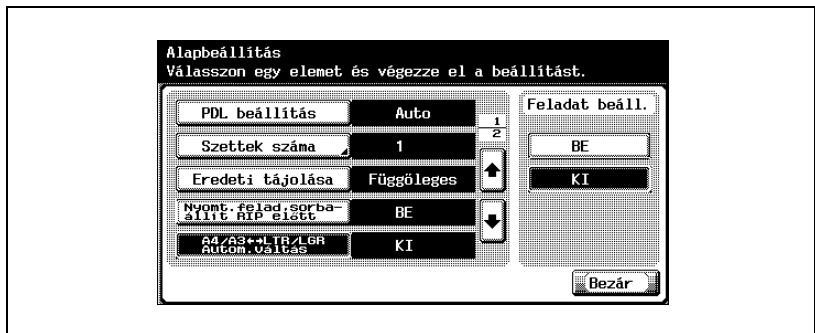 Alapbeállítás
Válasszon egy elemet és végezze el a beállítást.
PDL beállítás Auto
Szettek száma 1
Eredeti tájolása Függőleges
Nyomt.felad.sorba-
állít RIP előtt BE
A4/A3↔LTR/LGR
Autom.váltás KI
1
2
Feladat beáll.
BE
KI
Bezár